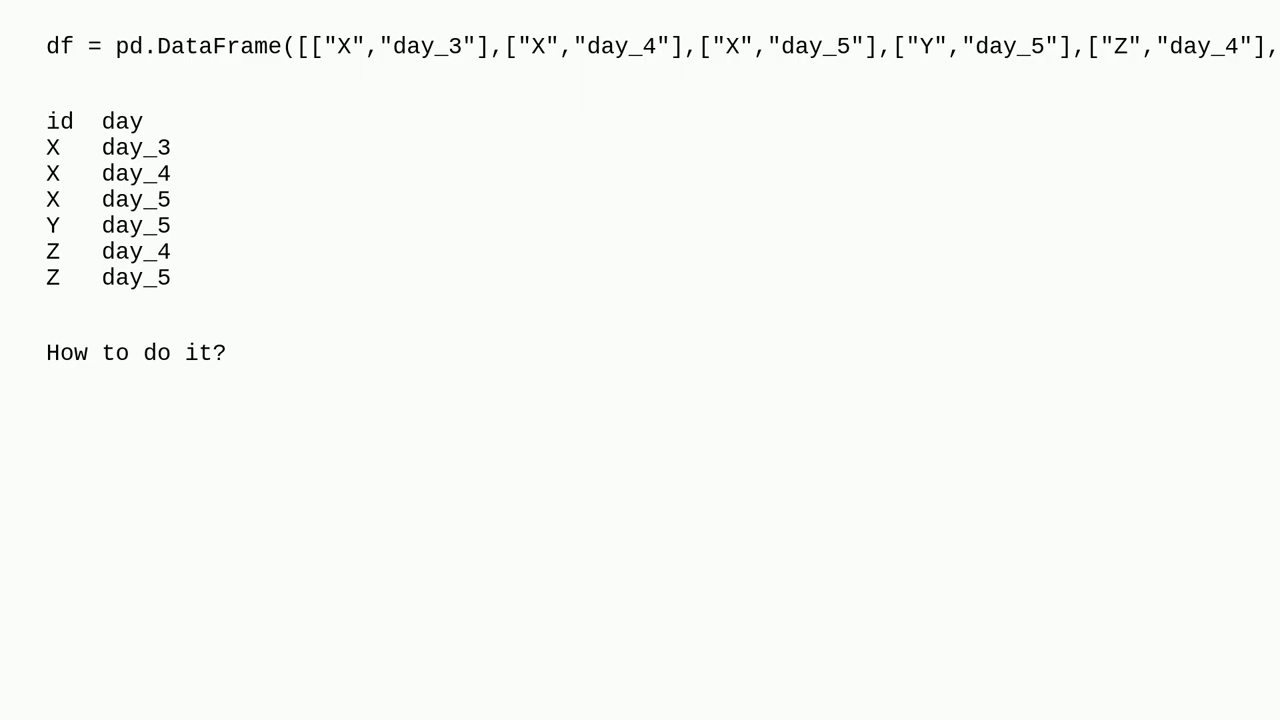 df = pd.DataFrame([["X","day_3"],["X","day_4"],["X","day_5"],["Y","day_5"],["Z","day_4"],
id  day
X   day_3
X   day_4
X   day_5
Y   day_5
Z   day_4
Z   day_5
How to do it?